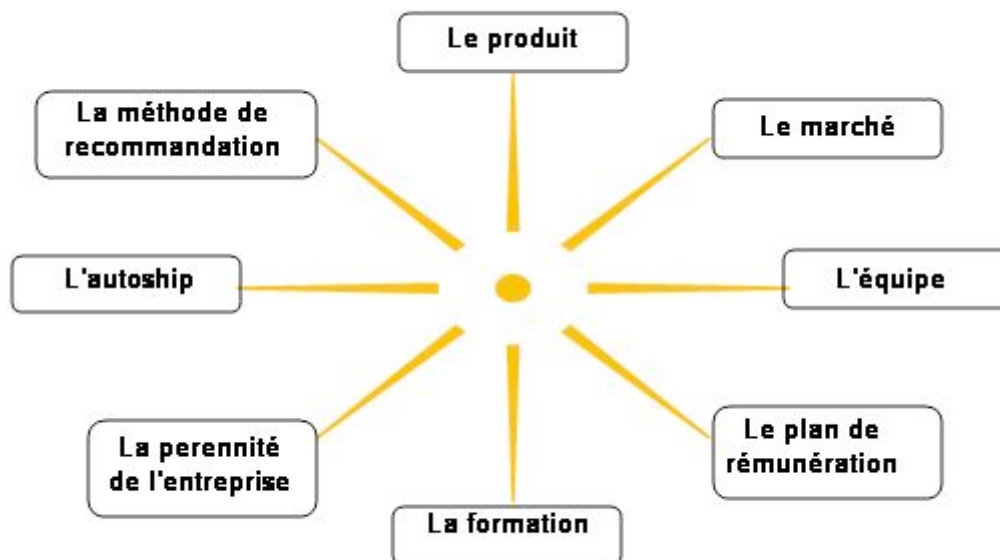 Le produit
La méthode de
recommandation
Le marché
L'autoship
L'équipe
La perennité
de l'entreprise
Le plan de
rémunération
La formation